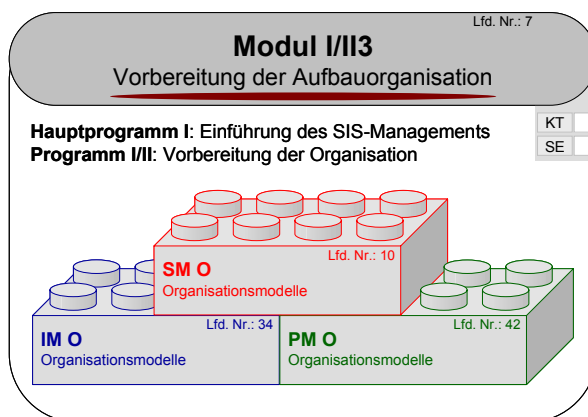 Lfd. Nr.: 7
Modul I/II3
Vorbereitung der Aufbauorganisation
Hauptprogramm I: Einführung des SIS-Managements
Programm I/II: Vorbereitung der Organisation
KT
SE
Lfd. Nr.: 10
SM O
Organisationsmodelle
Lfd. Nr.: 34
IM O
Organisationsmodelle
Lfd. Nr.: 42
PM O
Organisationsmodelle